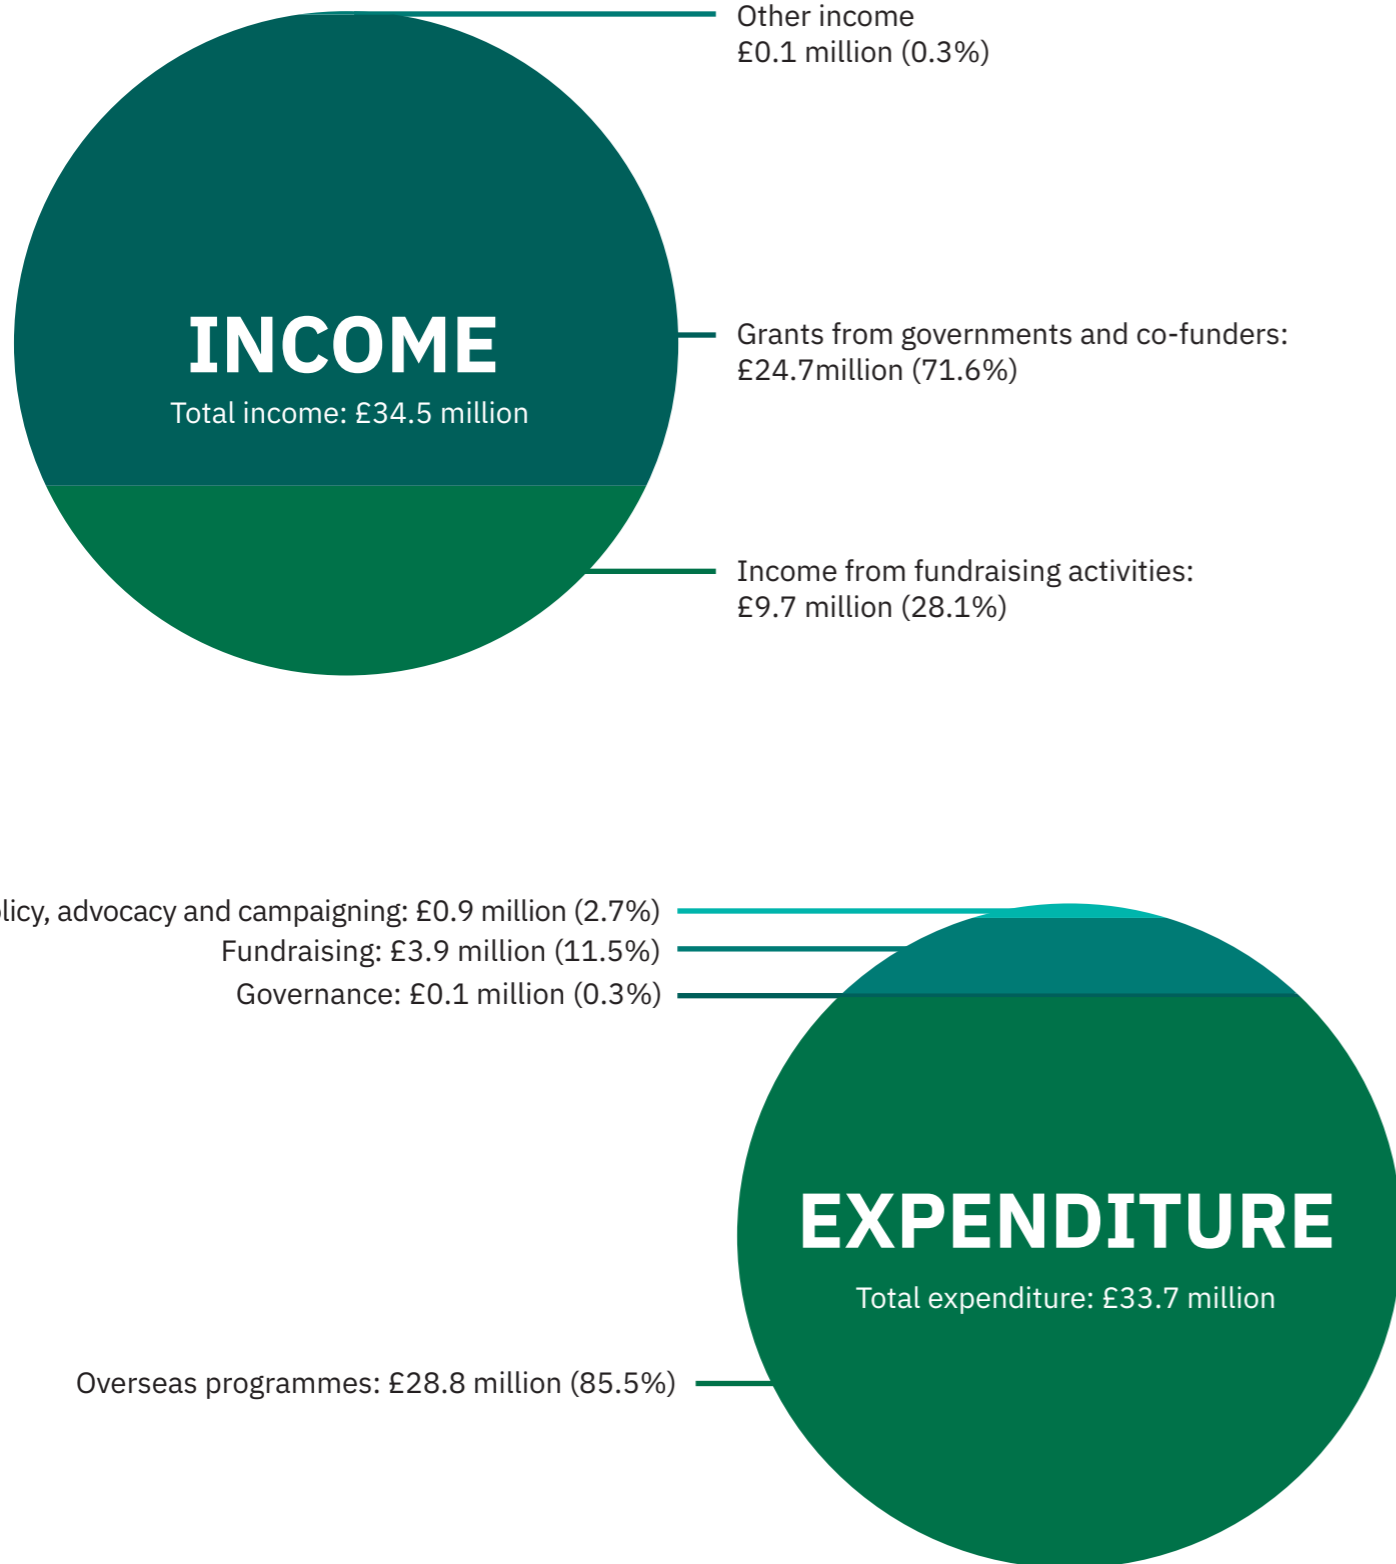 Other income
£0.1 million (0.3%)
INCOME
Total income: £34.5 million
Grants from governments and co-funders:
£24.7million (71.6%)
Income from fundraising activities:
£9.7 million (28.1%)
advocacy and campaigning: £0.9 million (2.7%)
Fundraising: £3.9 million (11.5%)
Governance: £0.1 million (0.3%)
EXPENDITURE
Total expenditure: £33.7 million
Overseas programmes: £28.8 million (85.5%)